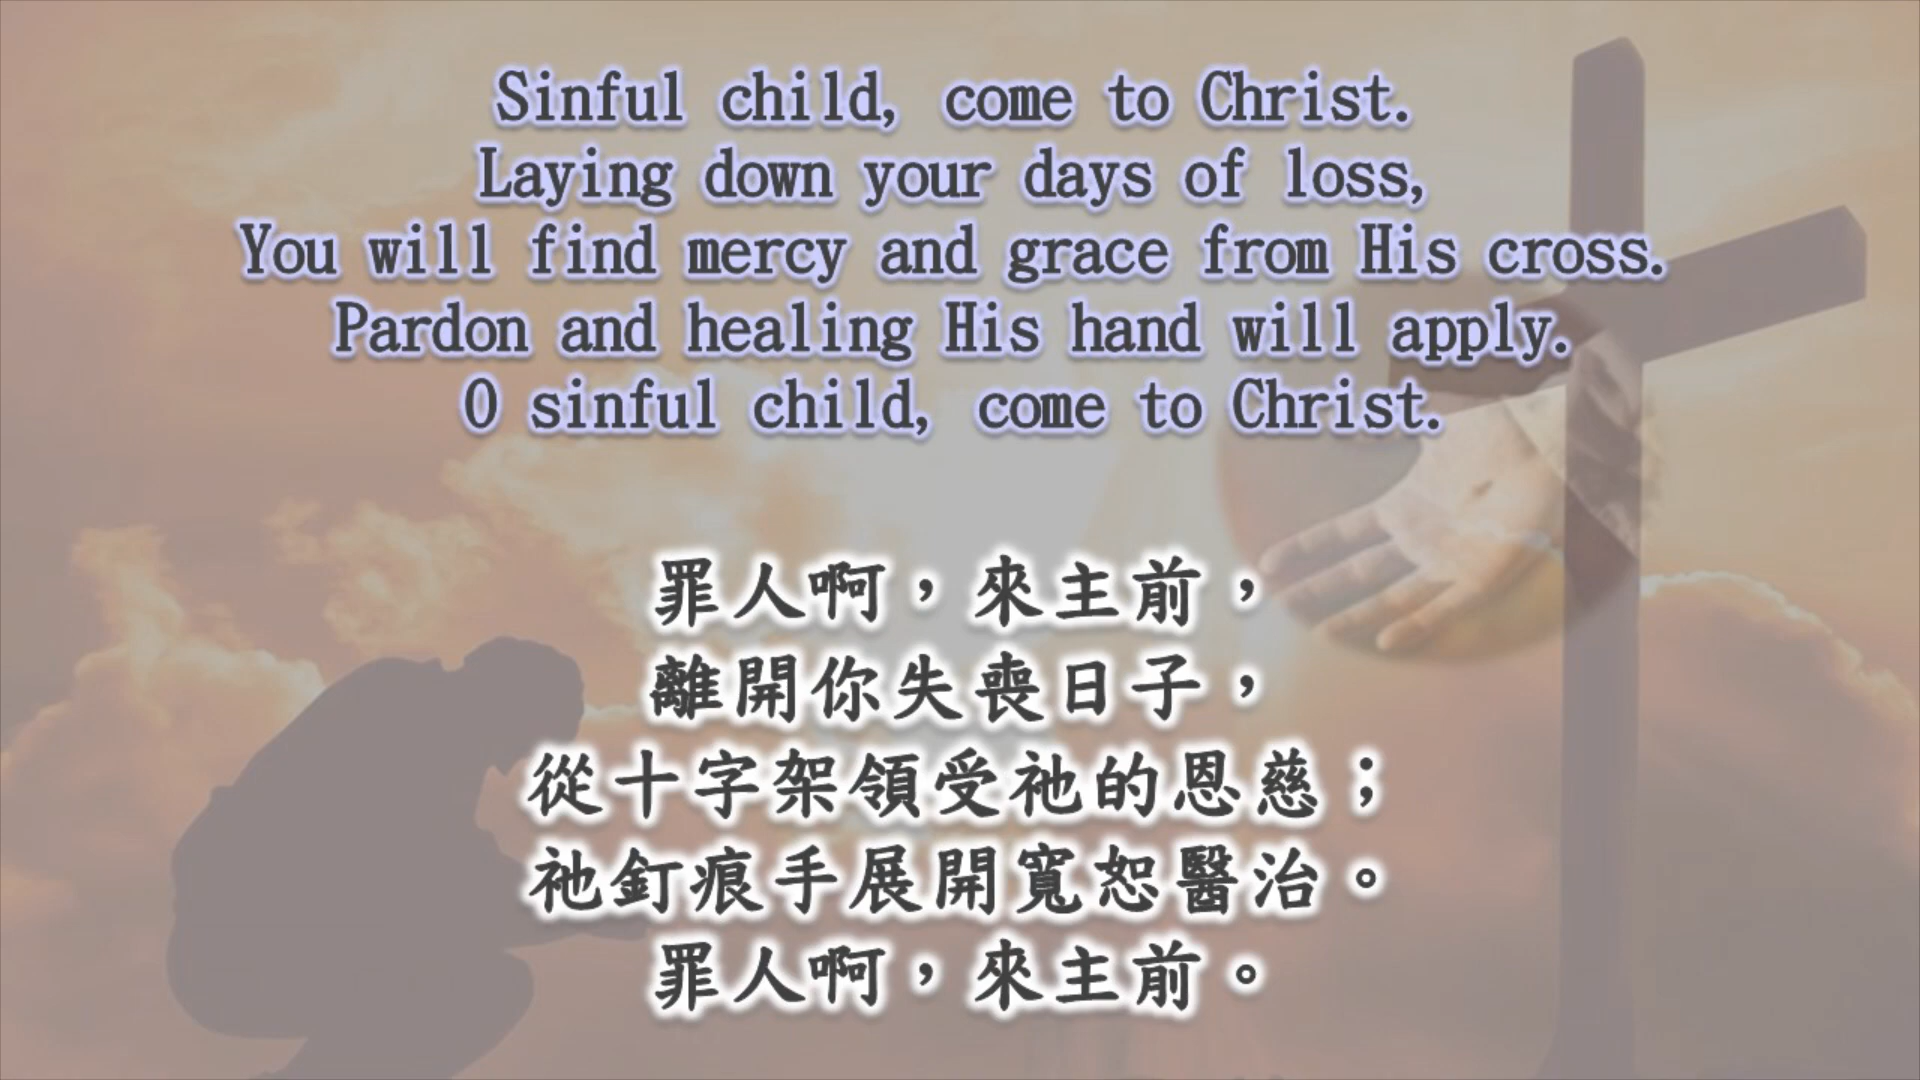 Sinful child, come to Christ.
Laying down your days of loss,
You will find mercy and grace from His cross.
Pardon and healing His hand will apply.
O sinful child, come to Christ.
罪人啊，來主前，
離開你失喪日子，
從十字架領受祂的恩慈；
祂釘痕手展開寬恕醫治。
罪人啊，來主前。